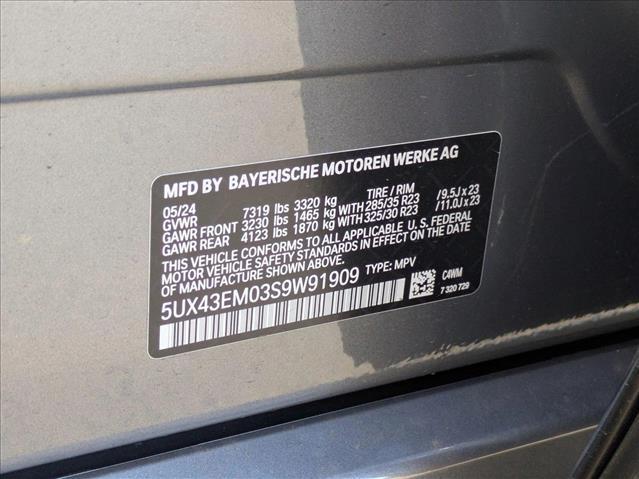 MFD BY BAYERISCHE MOTOREN WERKE AG
05/24 TIRE / RIM
GVWR 7319 lbs 3320 kg
GAWR FRONT 3230 lbs 1465 kg WITH 285/35 R23 /9.5J x 23
GAWR REAR 4123 lbs 1870 kg WITH 325/30 R23 /11.0J x 23
THIS VEHICLE CONFORMS TO ALL APPLICABLE U. S. FEDERAL
MOTOR VEHICLE SAFETY STANDARDS IN EFFECT ON THE
DATE OF MANUFACTURE SHOWN ABOVE.
5UX43EM03S9W91909 TYPE: MPV
C4WM
7 320 729